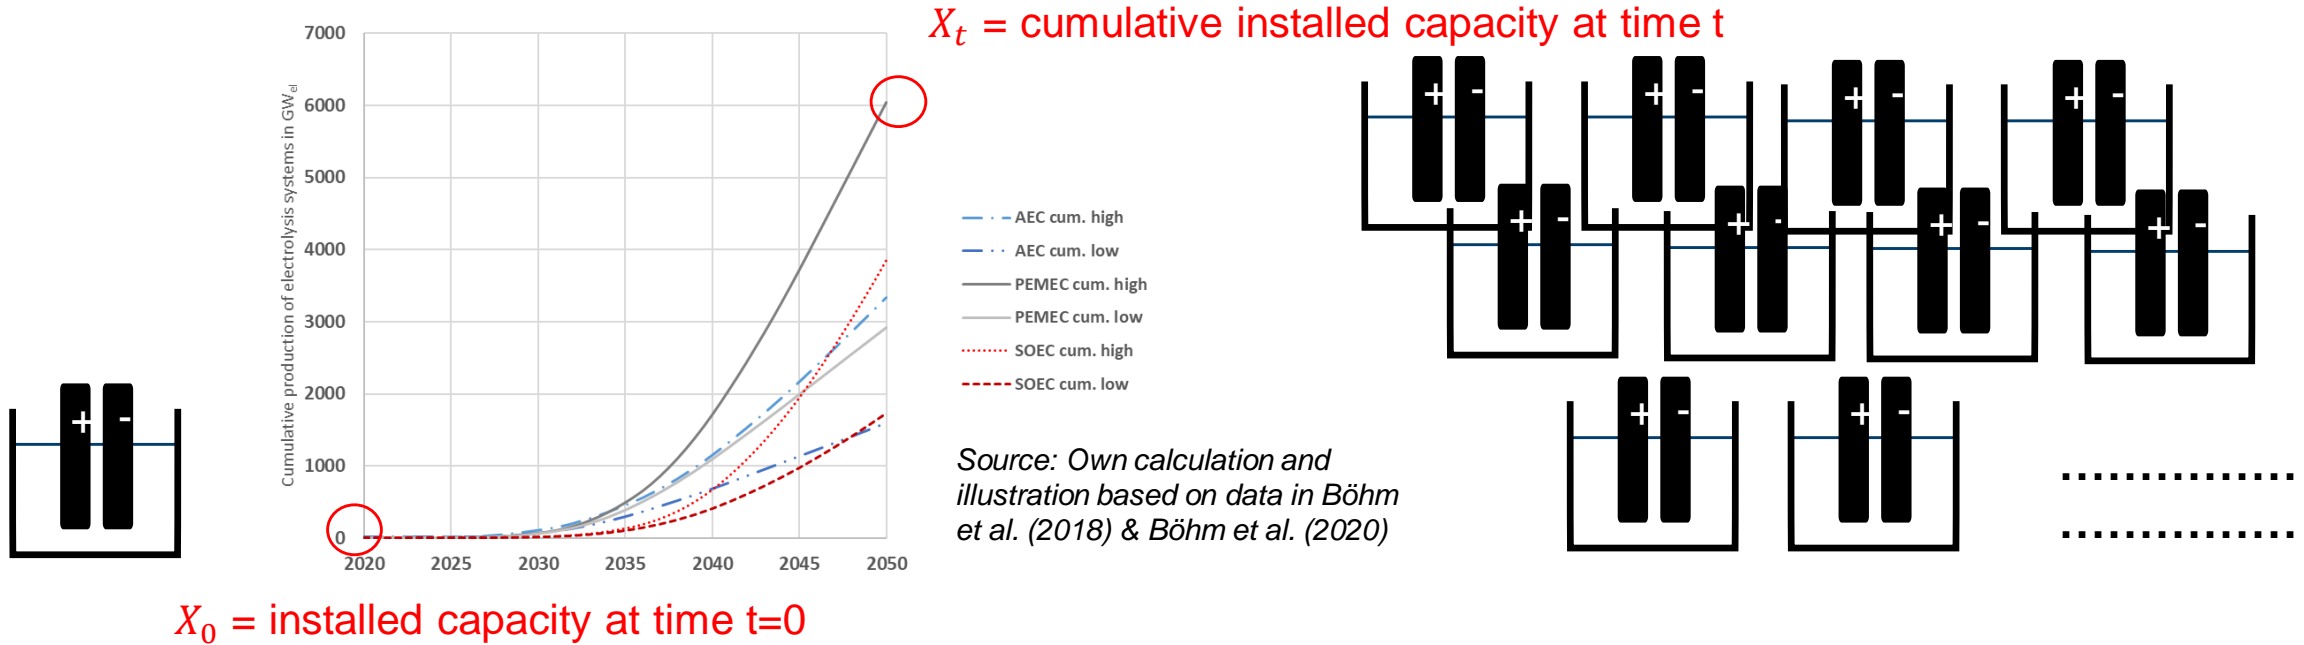 X_t = cumulative installed capacity at time t
Cumulative production of electrolysis systems in GW_el
7000
6000
5000
4000
3000
2000
1000
0
2020 2025 2030 2035 2040 2045 2050
AEC cum. high
AEC cum. low
PEMEC cum. high
PEMEC cum. low
SOEC cum. high
SOEC cum. low
Source: Own calculation and
illustration based on data in Böhm
et al. (2018) & Böhm et al. (2020)
X_0 = installed capacity at time t=0
+ -
+ - + - + - + -
+ - + - + - + -
+ - + -
...............
...............